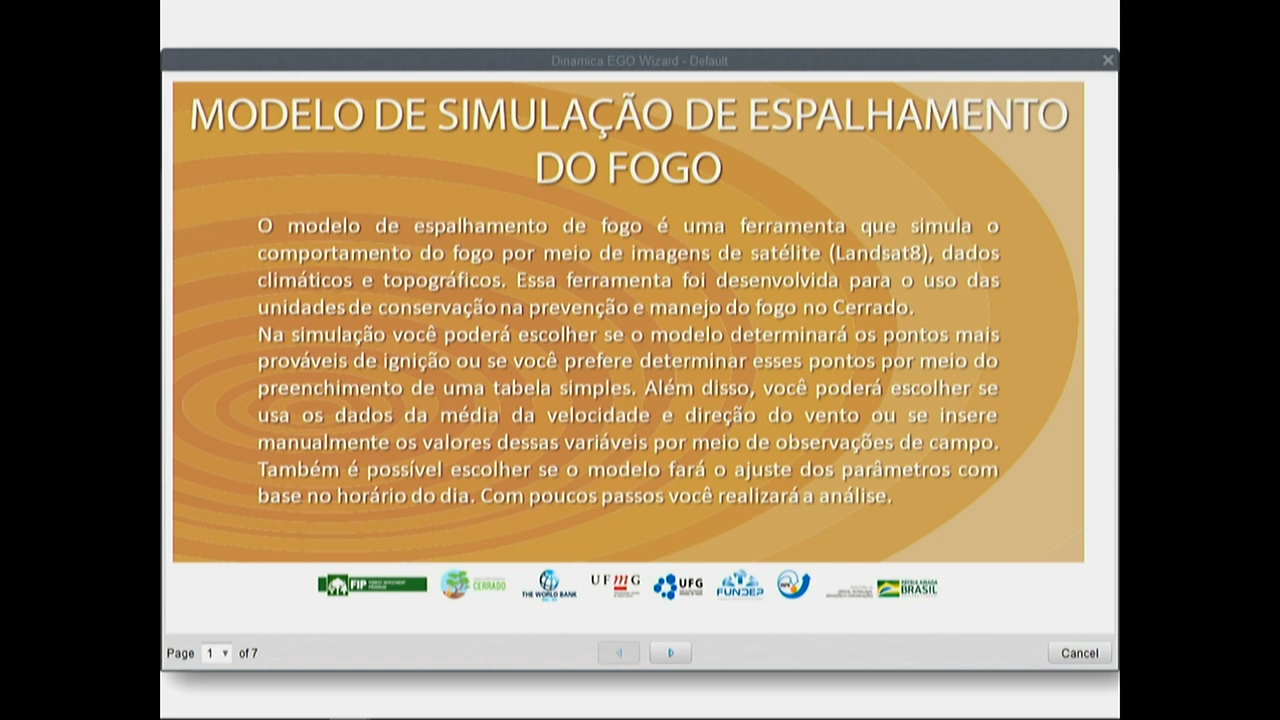 Dinamica EGO Wizard - Default
MODELO DE SIMULAÇÃO DE ESPALHAMENTO
DO FOGO
O modelo de espalhamento de fogo é uma ferramenta que simula o
comportamento do fogo por meio de imagens de satélite (Landsat8), dados
climáticos e topográficos. Essa ferramenta foi desenvolvida para o uso das
unidades de conservação na prevenção e manejo do fogo no Cerrado.
Na simulação você poderá escolher se o modelo determinará os pontos mais
prováveis de ignição ou se você prefere determinar esses pontos por meio do
preenchimento de uma tabela simples. Além disso, você poderá escolher se
usa os dados da média da velocidade e direção do vento ou se insere
manualmente os valores dessas variáveis por meio de observações de campo.
Também é possível escolher se o modelo fará o ajuste dos parâmetros com
base no horário do dia. Com poucos passos você realizará a análise.
FIP FOREST INVESTMENT PROGRAM
CERRADO
THE WORLD BANK
UFMG
UFG
FUNDEP
PÁTRIA AMADA
BRASIL
Page 1 of 7
Cancel